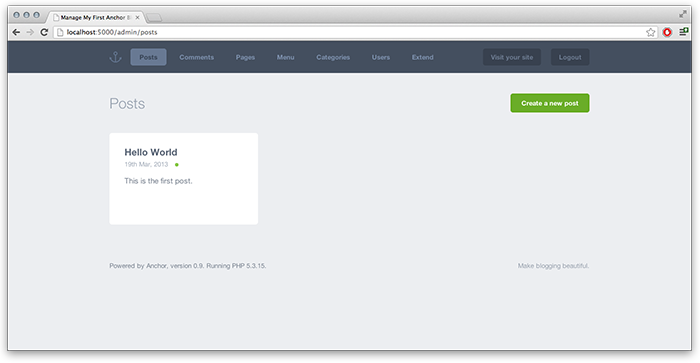 Manage My First Anchor B
localhost:5000/admin/posts
Posts Comments Pages Menu Categories Users Extend Visit your site Logout
Posts Create a new post
Hello World
19th Mar, 2013
This is the first post.
Powered by Anchor, version 0.9. Running PHP 5.3.15. Make blogging beautiful.